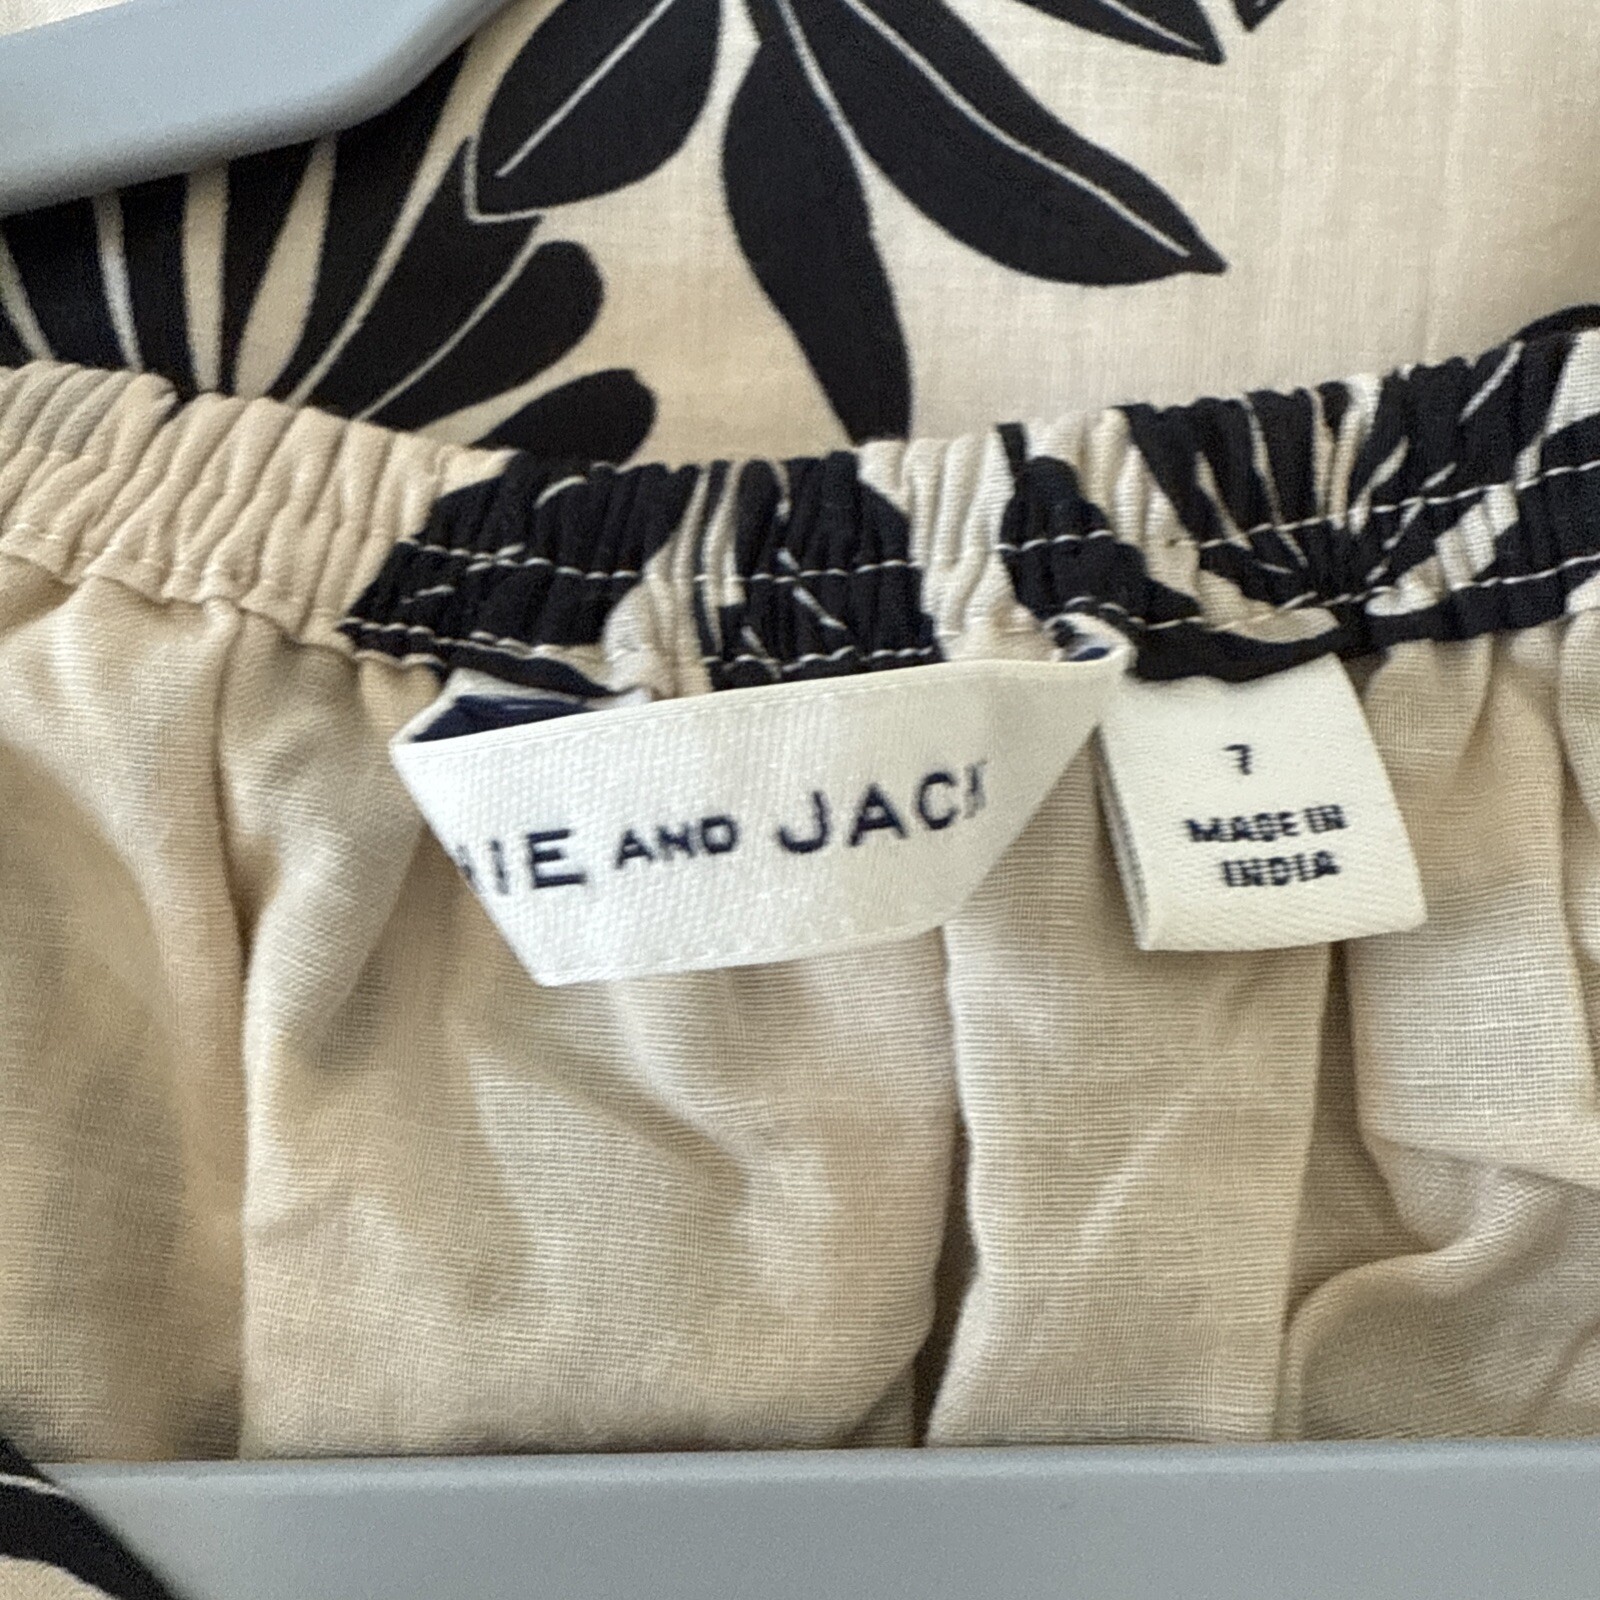 IE AND JACK
7
MADE IN
INDIA